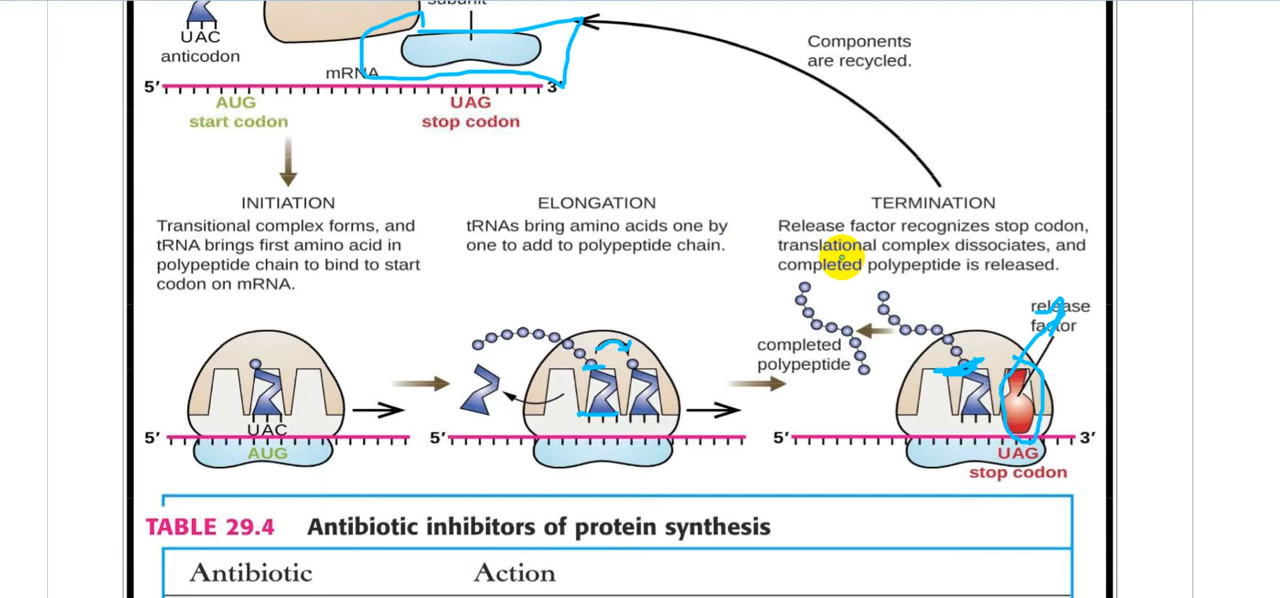 subunit
UAC
anticodon
mRNA
5′
3′
AUG
start codon
UAG
stop codon
Components
are recycled.
INITIATION
Transitional complex forms, and
tRNA brings first amino acid in
polypeptide chain to bind to start
codon on mRNA.
ELONGATION
tRNAs bring amino acids one by
one to add to polypeptide chain.
TERMINATION
Release factor recognizes stop codon,
translational complex dissociates, and
completed polypeptide is released.
release
factor
completed
polypeptide
UAC
5′
AUG
5′
5′
3′
UAG
stop codon
TABLE 29.4 Antibiotic inhibitors of protein synthesis
Antibiotic Action